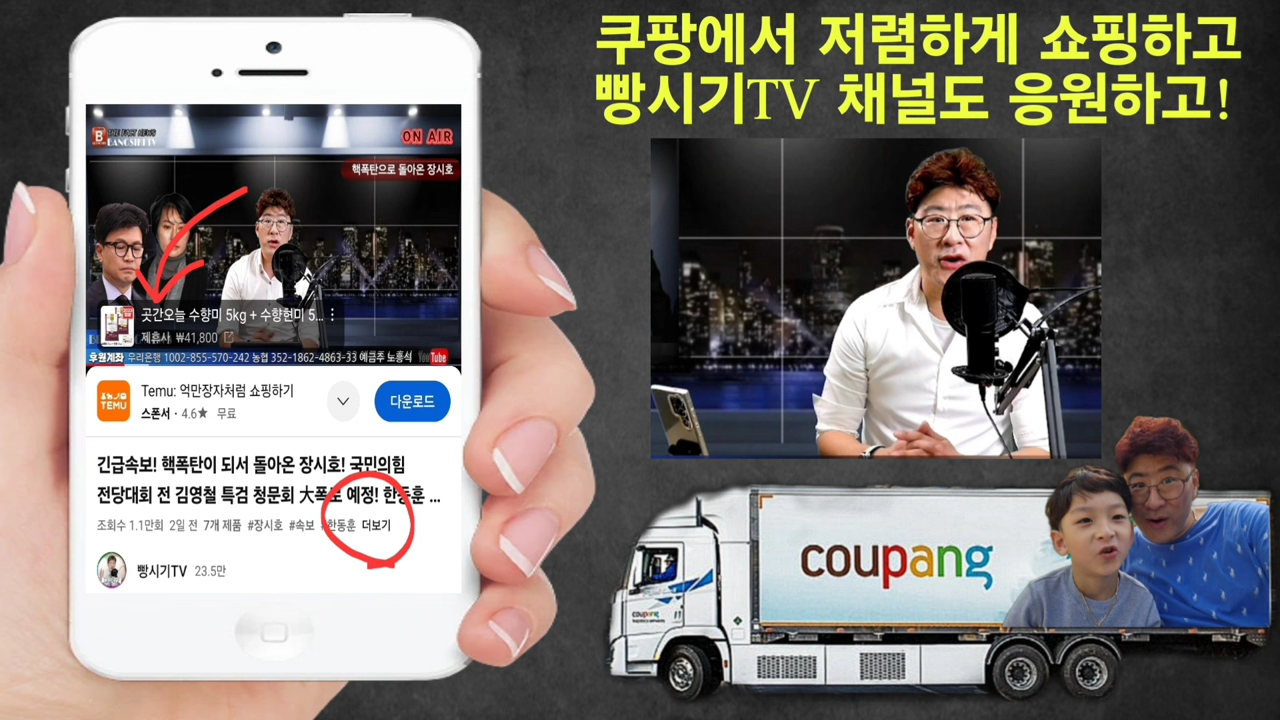 쿠팡에서 저렴하게 쇼핑하고
빵시기TV 채널도 응원하고!
THE FACT NEWS
BANGSIKI TV
ON AIR
핵폭탄으로 돌아온 장시호
곳간오늘 수향미 5kg + 수향현미 5...
제휴사 ₩41,800
후원계좌 우리은행 1002-855-570-242 농협 352-1862-4863-33 예금주 노흥석 YouTube
TEMU
Temu: 억만장자처럼 쇼핑하기
스폰서 · 4.6★ 무료
다운로드
긴급속보! 핵폭탄이 되서 돌아온 장시호! 국민의힘
전당대회 전 김영철 특검 청문회 大폭로 예정! 한동훈 ...
조회수 1.1만회 2일 전 7개 제품 #장시호 #속보 #한동훈 더보기
빵시기TV 23.5만
coupang
coupang